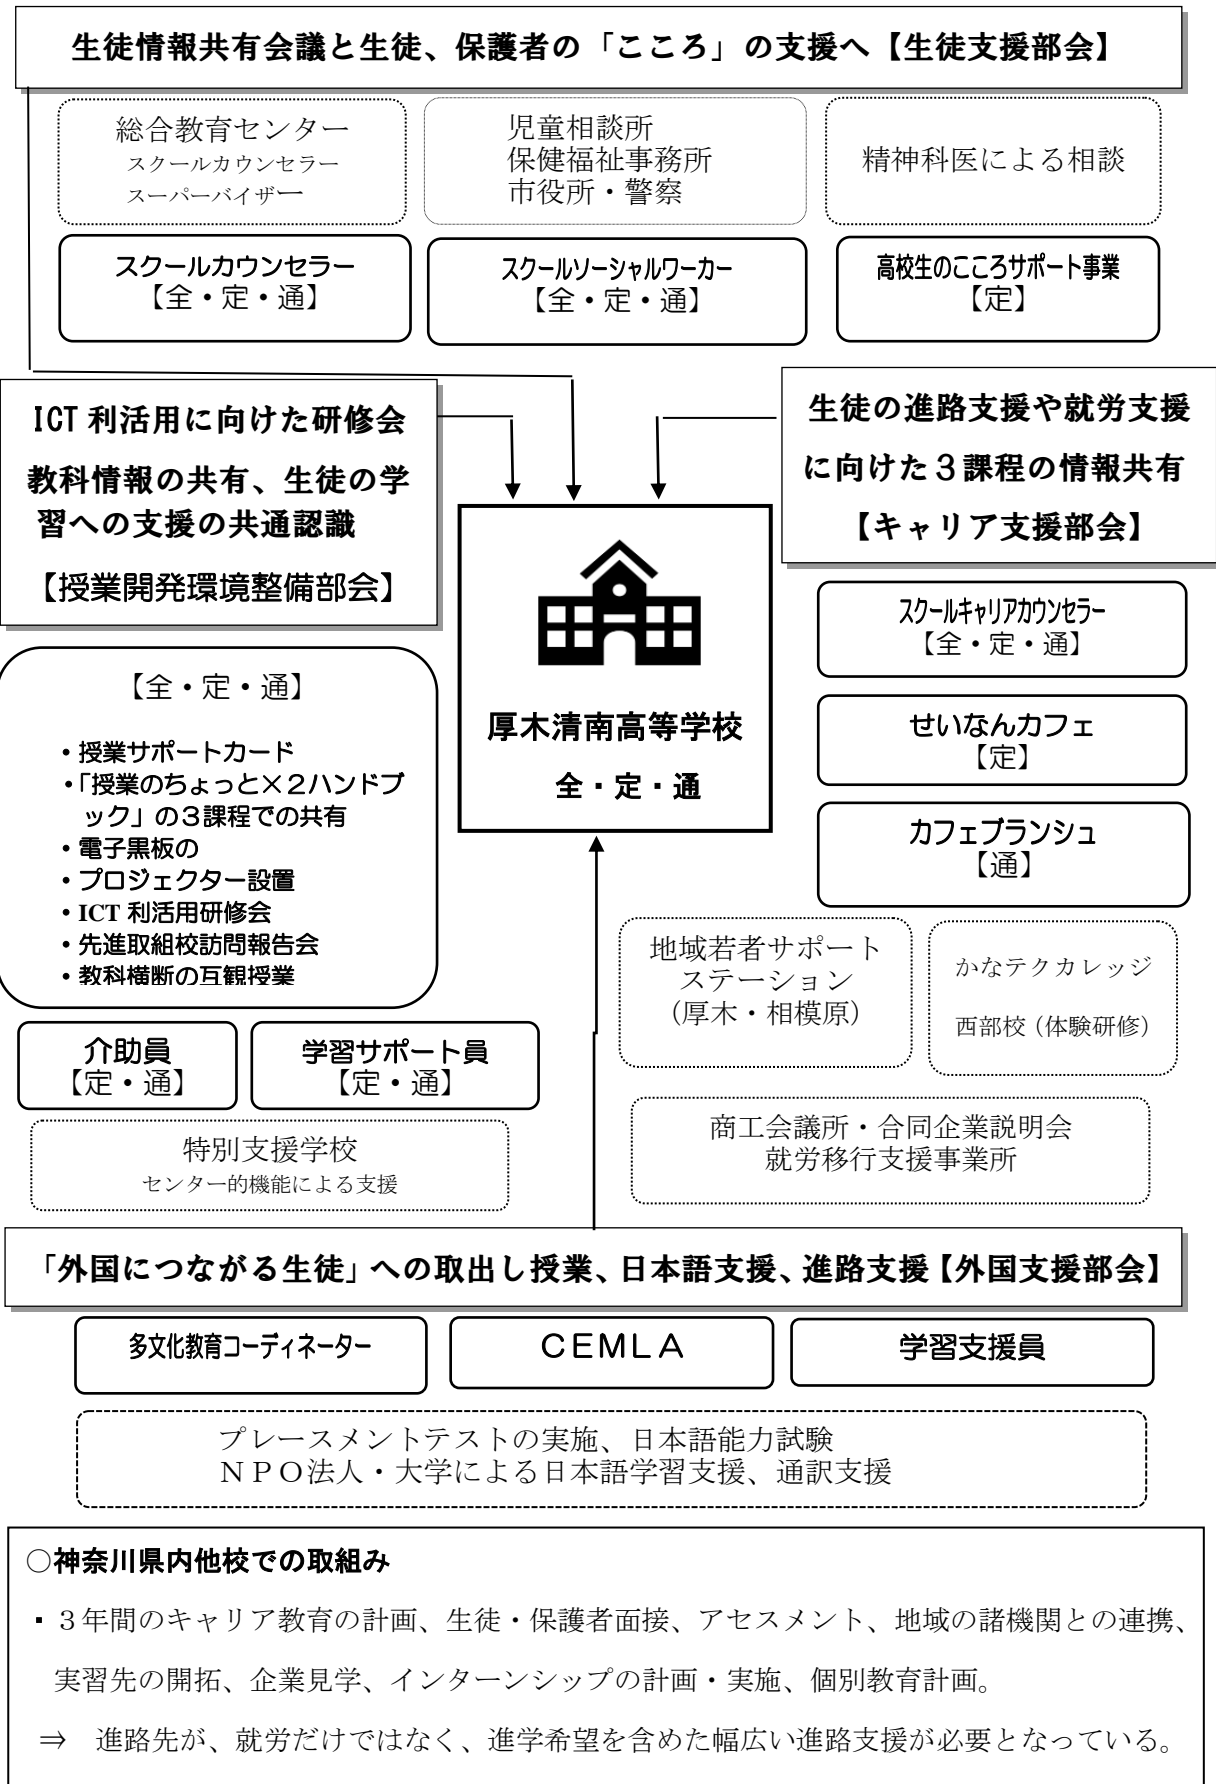 生徒情報共有会議と生徒、保護者の「こころ」の支援へ【生徒支援部会】
総合教育センター
スクールカウンセラー
スーパーバイザー
児童相談所
保健福祉事務所
市役所・警察
精神科医による相談
スクールカウンセラー
【全・定・通】
スクールソーシャルワーカー
【全・定・通】
高校生のこころサポート事業
【定】
ICT 利活用に向けた研修会
教科情報の共有、生徒の学
習への支援の共通認識
【授業開発環境整備部会】
生徒の進路支援や就労支援
に向けた３課程の情報共有
【キャリア支援部会】
厚木清南高等学校
全・定・通
【全・定・通】
・授業サポートカード
・「授業のちょっと×２ハンドブ
ック」の３課程での共有
・電子黒板の
・プロジェクター設置
・ICT 利活用研修会
・先進取組校訪問報告会
・教科横断の互観授業
スクールキャリアカウンセラー
【全・定・通】
せいなんカフェ
【定】
カフェブランシュ
【通】
地域若者サポート
ステーション
（厚木・相模原）
かなテクカレッジ
西部校（体験研修）
介助員
【定・通】
学習サポート員
【定・通】
特別支援学校
センター的機能による支援
商工会議所・合同企業説明会
就労移行支援事業所
「外国につながる生徒」への取出し授業、日本語支援、進路支援【外国支援部会】
多文化教育コーディネーター
ＣＥＭＬＡ
学習支援員
プレースメントテストの実施、日本語能力試験
ＮＰＯ法人・大学による日本語学習支援、通訳支援
○神奈川県内他校での取組み
▪ ３年間のキャリア教育の計画、生徒・保護者面接、アセスメント、地域の諸機関との連携、
実習先の開拓、企業見学、インターンシップの計画・実施、個別教育計画。
⇒　進路先が、就労だけではなく、進学希望を含めた幅広い進路支援が必要となっている。